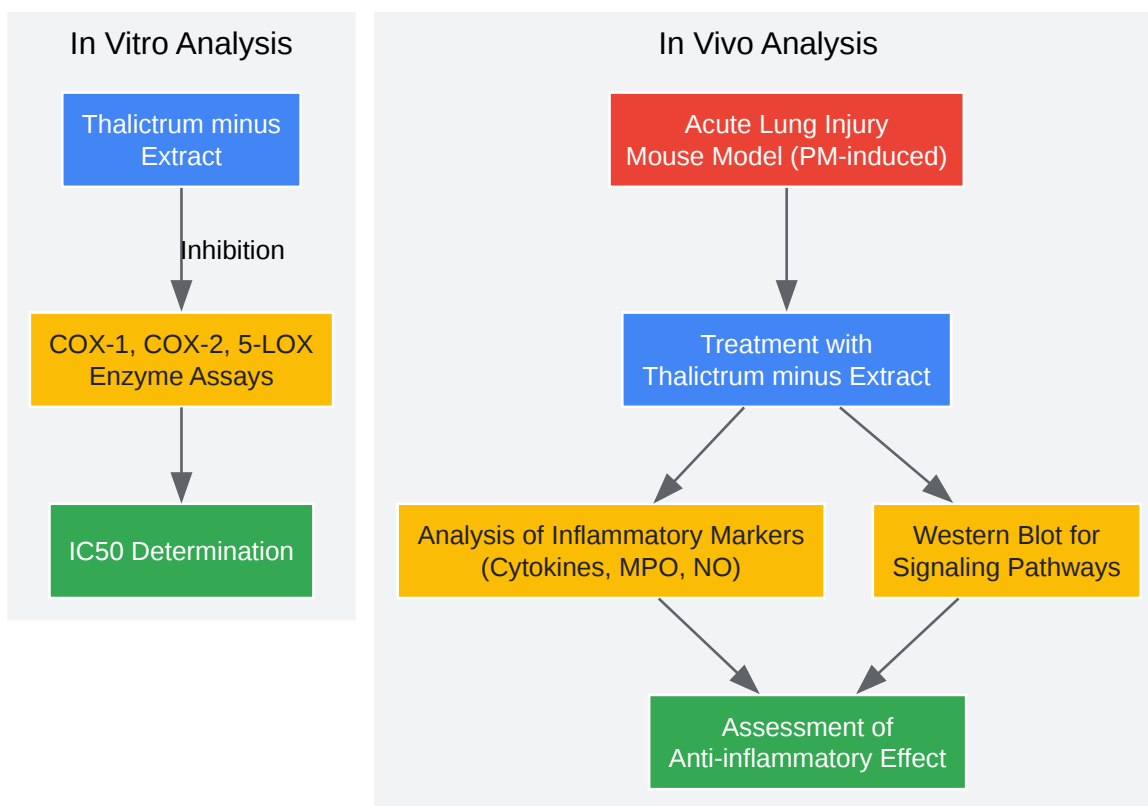 In Vitro Analysis
Thalictrum minus
Extract
Inhibition
COX-1, COX-2, 5-LOX
Enzyme Assays
IC50 Determination
In Vivo Analysis
Acute Lung Injury
Mouse Model (PM-induced)
Treatment with
Thalictrum minus Extract
Analysis of Inflammatory Markers
(Cytokines, MPO, NO)
Western Blot for
Signaling Pathways
Assessment of
Anti-inflammatory Effect